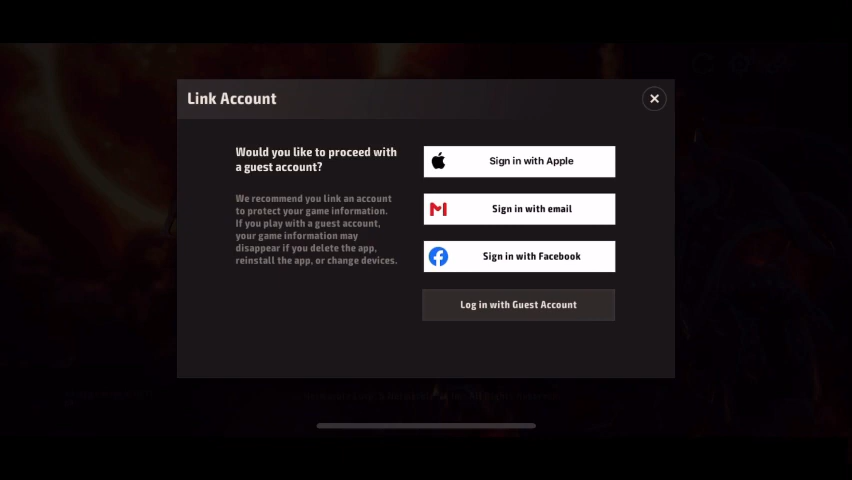 Link Account
Would you like to proceed with
a guest account?
We recommend you link an account
to protect your game information.
If you play with a guest account,
your game information may
disappear if you delete the app,
reinstall the app, or change devices.
Sign in with Apple
Sign in with email
Sign in with Facebook
Log in with Guest Account